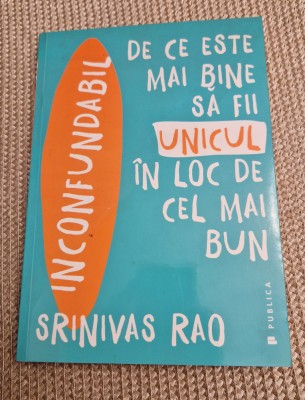 INCONFUNDABIL
DE CE ESTE
MAI BINE
SĂ FII
UNICUL
ÎN LOC DE
CEL MAI
BUN
SRINIVAS RAO
PUBLICA